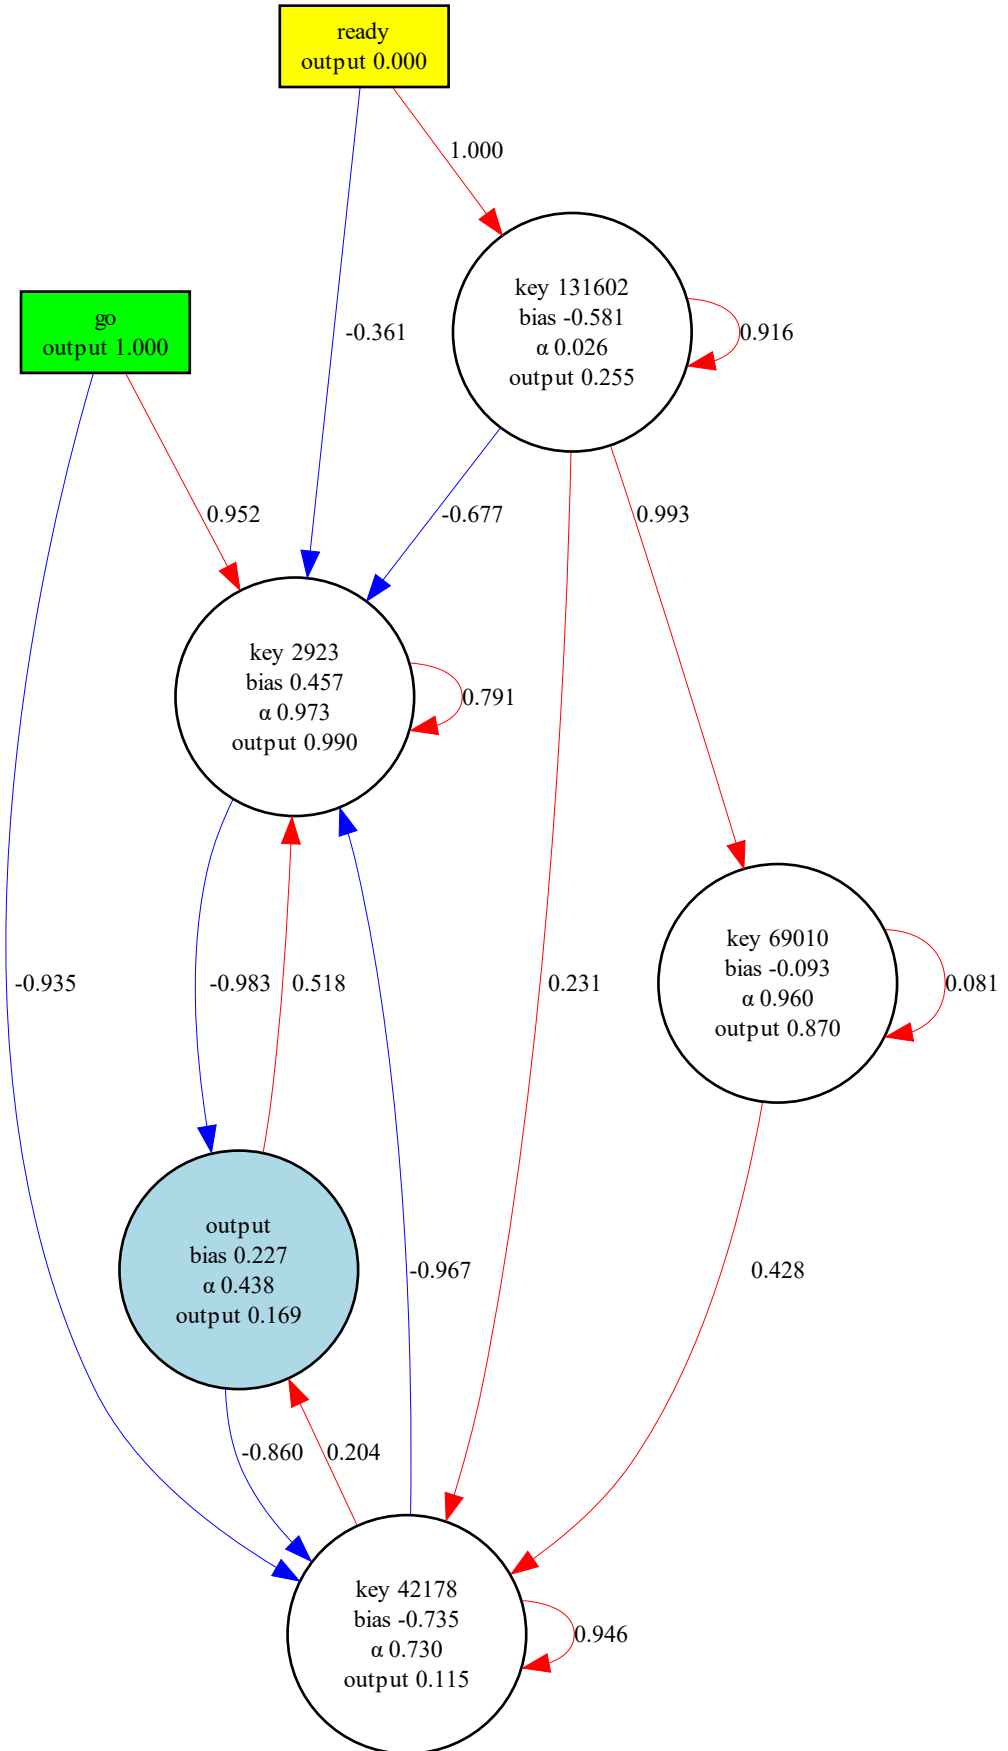 ready
output 0.000
1.000
go
output 1.000
-0.361
key 131602
bias -0.581
α 0.026
output 0.255
0.916
0.952
-0.677
0.993
key 2923
bias 0.457
α 0.973
output 0.990
0.791
-0.935
-0.983
0.518
0.231
key 69010
bias -0.093
α 0.960
output 0.870
0.081
output
bias 0.227
α 0.438
output 0.169
-0.967
0.428
-0.860
0.204
key 42178
bias -0.735
α 0.730
output 0.115
0.946